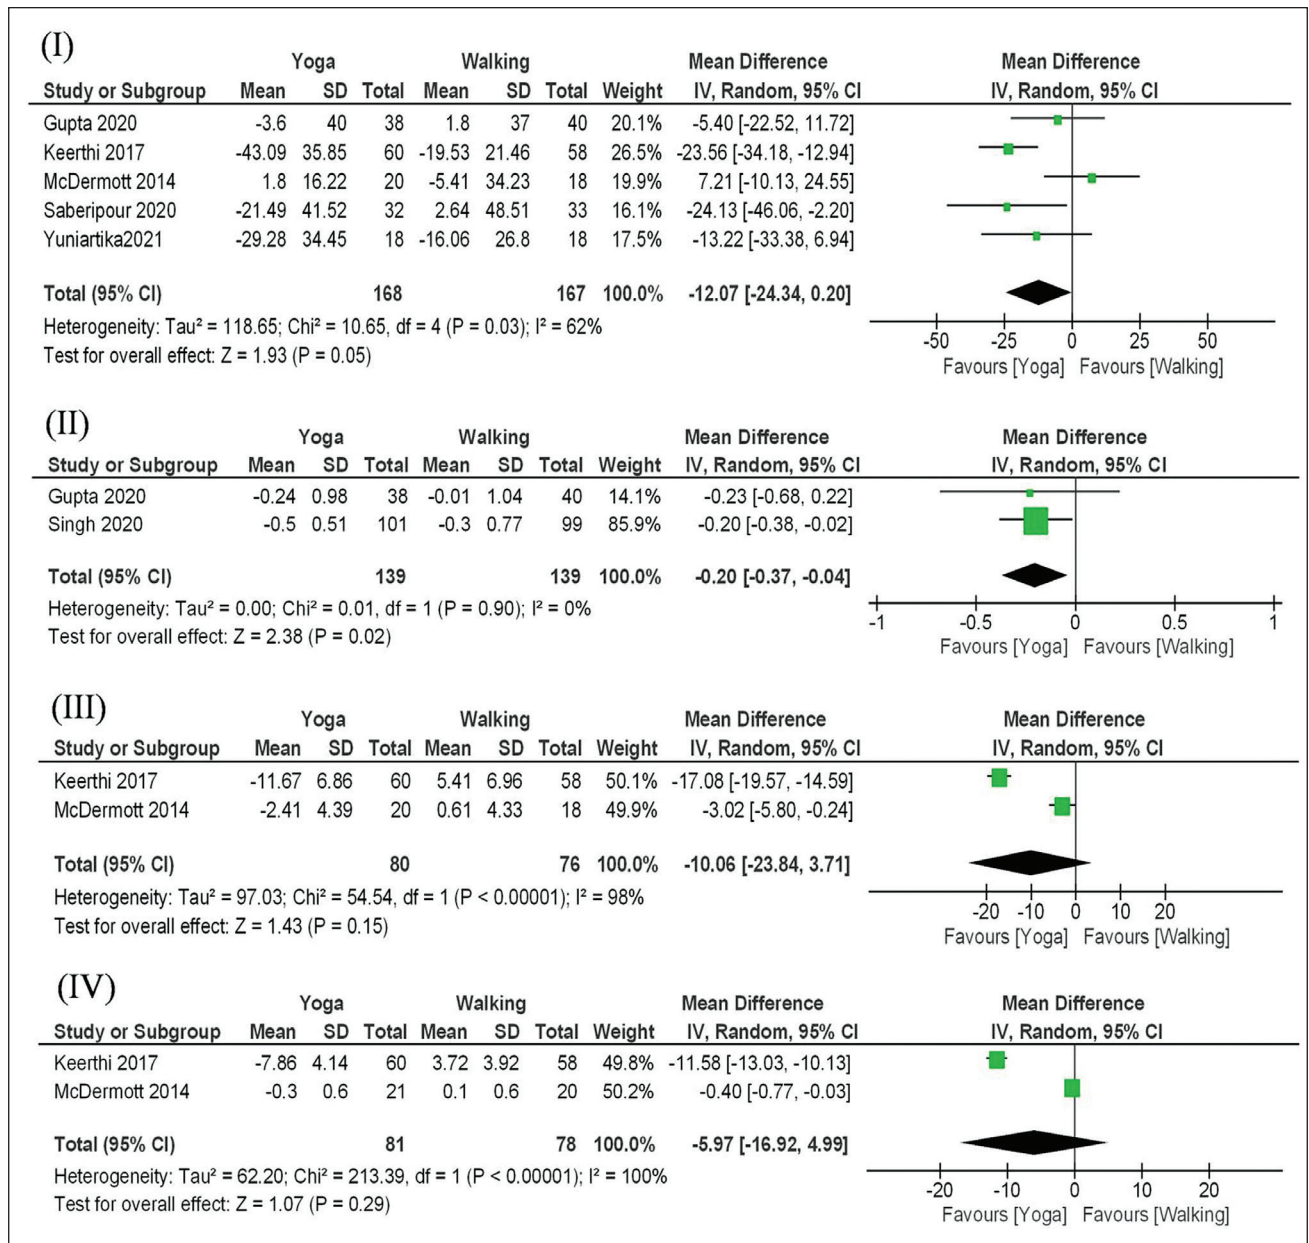 (I)
Yoga Walking Mean Difference Mean Difference
Study or Subgroup Mean SD Total Mean SD Total Weight IV, Random, 95% CI IV, Random, 95% CI
Gupta 2020 -3.6 40 38 1.8 37 40 20.1% -5.40 [-22.52, 11.72]
Keerthi 2017 -43.09 35.85 60 -19.53 21.46 58 26.5% -23.56 [-34.18, -12.94]
McDermott 2014 1.8 16.22 20 -5.41 34.23 18 19.9% 7.21 [-10.13, 24.55]
Saberipour 2020 -21.49 41.52 32 2.64 48.51 33 16.1% -24.13 [-46.06, -2.20]
Yuniartika2021 -29.28 34.45 18 -16.06 26.8 18 17.5% -13.22 [-33.38, 6.94]
Total (95% CI) 168 167 100.0% -12.07 [-24.34, 0.20]
Heterogeneity: Tau² = 118.65; Chi² = 10.65, df = 4 (P = 0.03); I² = 62%
Test for overall effect: Z = 1.93 (P = 0.05)
-50 -25 0 25 50
Favours [Yoga] Favours [Walking]
(II)
Yoga Walking Mean Difference Mean Difference
Study or Subgroup Mean SD Total Mean SD Total Weight IV, Random, 95% CI IV, Random, 95% CI
Gupta 2020 -0.24 0.98 38 -0.01 1.04 40 14.1% -0.23 [-0.68, 0.22]
Singh 2020 -0.5 0.51 101 -0.3 0.77 99 85.9% -0.20 [-0.38, -0.02]
Total (95% CI) 139 139 100.0% -0.20 [-0.37, -0.04]
Heterogeneity: Tau² = 0.00; Chi² = 0.01, df = 1 (P = 0.90); I² = 0%
Test for overall effect: Z = 2.38 (P = 0.02)
-1 -0.5 0 0.5 1
Favours [Yoga] Favours [Walking]
(III)
Yoga Walking Mean Difference Mean Difference
Study or Subgroup Mean SD Total Mean SD Total Weight IV, Random, 95% CI IV, Random, 95% CI
Keerthi 2017 -11.67 6.86 60 5.41 6.96 58 50.1% -17.08 [-19.57, -14.59]
McDermott 2014 -2.41 4.39 20 0.61 4.33 18 49.9% -3.02 [-5.80, -0.24]
Total (95% CI) 80 76 100.0% -10.06 [-23.84, 3.71]
Heterogeneity: Tau² = 97.03; Chi² = 54.54, df = 1 (P < 0.00001); I² = 98%
Test for overall effect: Z = 1.43 (P = 0.15)
-20 -10 0 10 20
Favours [Yoga] Favours [Walking]
(IV)
Yoga Walking Mean Difference Mean Difference
Study or Subgroup Mean SD Total Mean SD Total Weight IV, Random, 95% CI IV, Random, 95% CI
Keerthi 2017 -7.86 4.14 60 3.72 3.92 58 49.8% -11.58 [-13.03, -10.13]
McDermott 2014 -0.3 0.6 21 0.1 0.6 20 50.2% -0.40 [-0.77, -0.03]
Total (95% CI) 81 78 100.0% -5.97 [-16.92, 4.99]
Heterogeneity: Tau² = 62.20; Chi² = 213.39, df = 1 (P < 0.00001); I² = 100%
Test for overall effect: Z = 1.07 (P = 0.29)
-20 -10 0 10 20
Favours [Yoga] Favours [Walking]